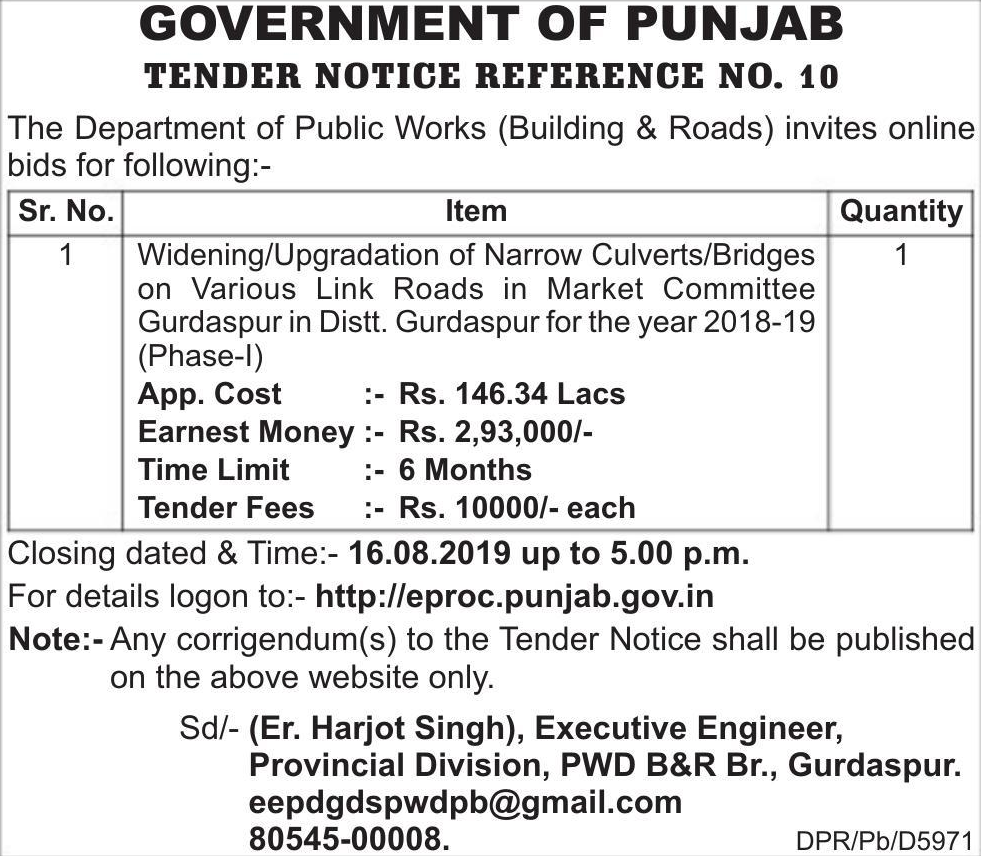 GOVERNMENT OF PUNJAB
TENDER NOTICE REFERENCE NO. 10
The Department of Public Works (Building & Roads) invites online
bids for following:-
Sr. No. Item Quantity
1 Widening/Upgradation of Narrow Culverts/Bridges 1
on Various Link Roads in Market Committee
Gurdaspur in Distt. Gurdaspur for the year 2018-19
(Phase-I)
App. Cost :- Rs. 146.34 Lacs
Earnest Money :- Rs. 2,93,000/-
Time Limit :- 6 Months
Tender Fees :- Rs. 10000/- each
Closing dated & Time:- 16.08.2019 up to 5.00 p.m.
For details logon to:- http://eproc.punjab.gov.in
Note:- Any corrigendum(s) to the Tender Notice shall be published
on the above website only.
Sd/- (Er. Harjot Singh), Executive Engineer,
Provincial Division, PWD B&R Br., Gurdaspur.
eepdgdspwdpb@gmail.com
80545-00008. DPR/Pb/D5971